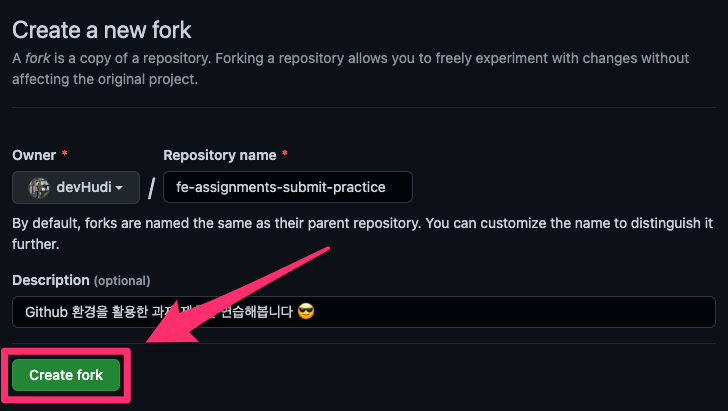 Create a new fork
A fork is a copy of a repository. Forking a repository allows you to freely experiment with changes without
affecting the original project.
Owner *
Repository name *
devHudi
/
fe-assignments-submit-practice
By default, forks are named the same as their parent repository. You can customize the name to distinguish it
further.
Description (optional)
Github 환경을 활용한 연습해봅니다 😎
Create fork